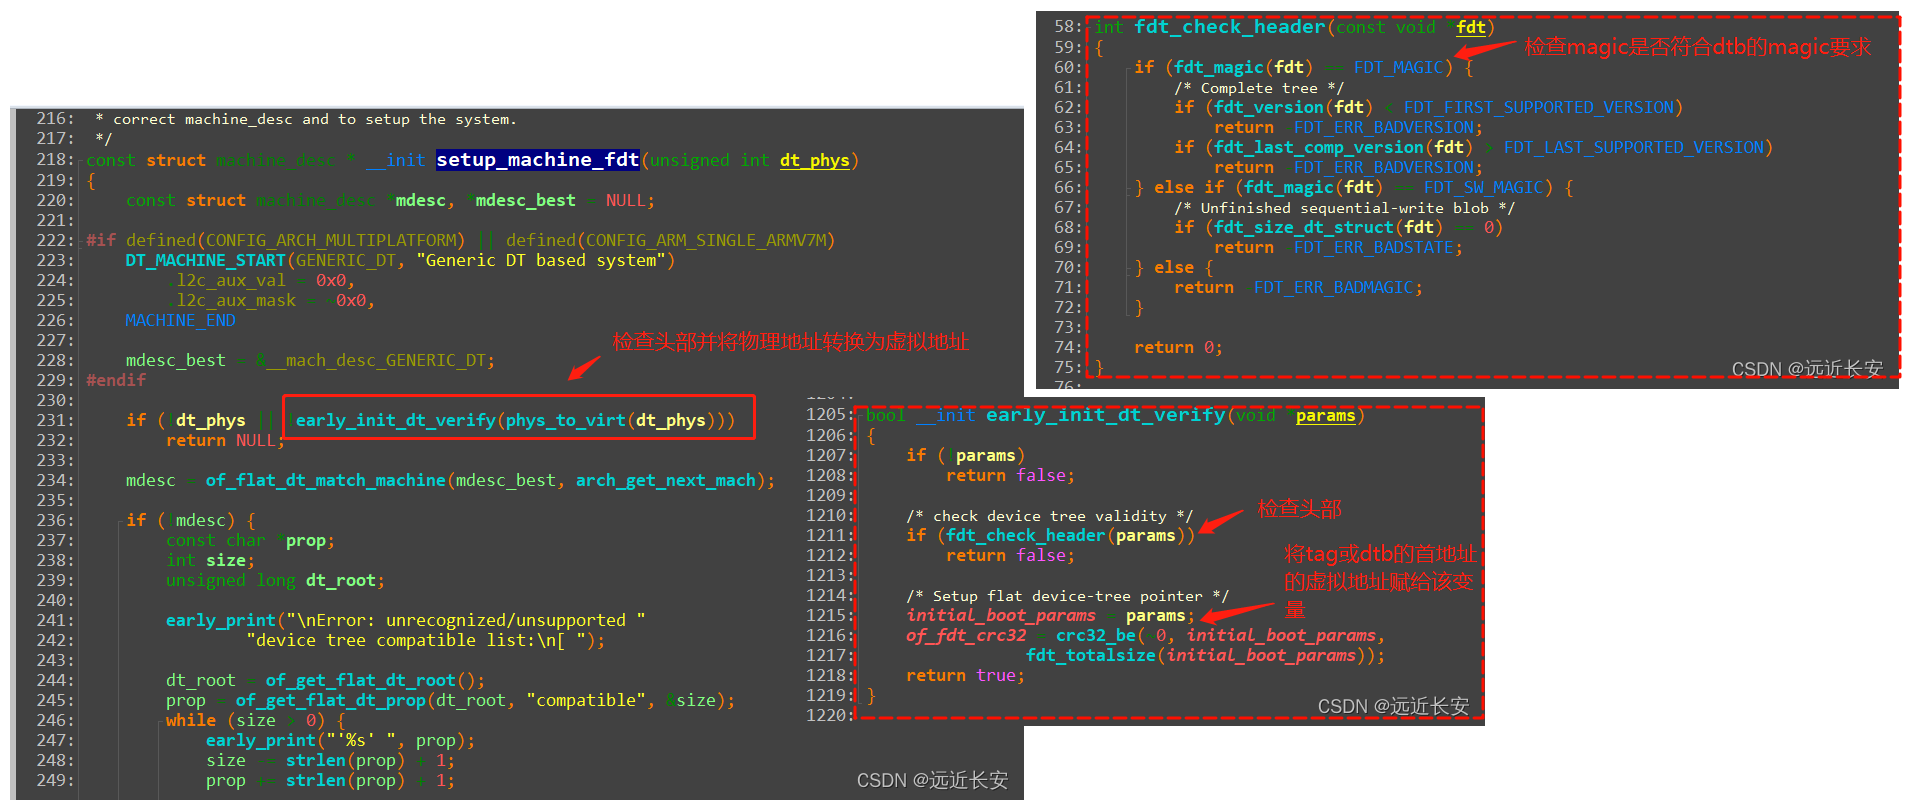 216:  * correct machine_desc and to setup the system.
217:  */
218: const struct machine_desc * __init setup_machine_fdt(unsigned int dt_phys)
219: {
220:     const struct machine_desc *mdesc, *mdesc_best = NULL;
221:
222: #if defined(CONFIG_ARCH_MULTIPLATFORM) || defined(CONFIG_ARM_SINGLE_ARMV7M)
223:     DT_MACHINE_START(GENERIC_DT, "Generic DT based system")
224:         .l2c_aux_val = 0x0,
225:         .l2c_aux_mask = ~0x0,
226:     MACHINE_END
227:
检查头部并将物理地址转换为虚拟地址
228:     mdesc_best = &__mach_desc_GENERIC_DT;
229: #endif
230:
231:     if (!dt_phys || !early_init_dt_verify(phys_to_virt(dt_phys)))
232:         return NULL;
233:
234:     mdesc = of_flat_dt_match_machine(mdesc_best, arch_get_next_mach);
235:
236:     if (!mdesc) {
237:         const char *prop;
238:         int size;
239:         unsigned long dt_root;
240:
241:         early_print("\nError: unrecognized/unsupported "
242:                 "device tree compatible list:\n[ ");
243:
244:         dt_root = of_get_flat_dt_root();
245:         prop = of_get_flat_dt_prop(dt_root, "compatible", &size);
246:         while (size > 0) {
247:             early_print("'%s' ", prop);
248:             size -= strlen(prop) + 1;
249:             prop += strlen(prop) + 1;
CSDN @远近长安
58: int fdt_check_header(const void *fdt)
59: {
检查magic是否符合dtb的magic要求
60:     if (fdt_magic(fdt) == FDT_MAGIC) {
61:         /* Complete tree */
62:         if (fdt_version(fdt) < FDT_FIRST_SUPPORTED_VERSION)
63:             return -FDT_ERR_BADVERSION;
64:         if (fdt_last_comp_version(fdt) > FDT_LAST_SUPPORTED_VERSION)
65:             return -FDT_ERR_BADVERSION;
66:     } else if (fdt_magic(fdt) == FDT_SW_MAGIC) {
67:         /* Unfinished sequential-write blob */
68:         if (fdt_size_dt_struct(fdt) == 0)
69:             return -FDT_ERR_BADSTATE;
70:     } else {
71:         return -FDT_ERR_BADMAGIC;
72:     }
73:
74:     return 0;
75: }
CSDN @远近长安
1205: bool __init early_init_dt_verify(void *params)
1206: {
1207:     if (!params)
1208:         return false;
1209:
1210:     /* check device tree validity */
检查头部
1211:     if (fdt_check_header(params))
1212:         return false;
1213:
将tag或dtb的首地址
的虚拟地址赋给该变
量
1214:     /* Setup flat device-tree pointer */
1215:     initial_boot_params = params;
1216:     of_fdt_crc32 = crc32_be(~0, initial_boot_params,
1217:                 fdt_totalsize(initial_boot_params));
1218:     return true;
1219: }
1220:
CSDN @远近长安